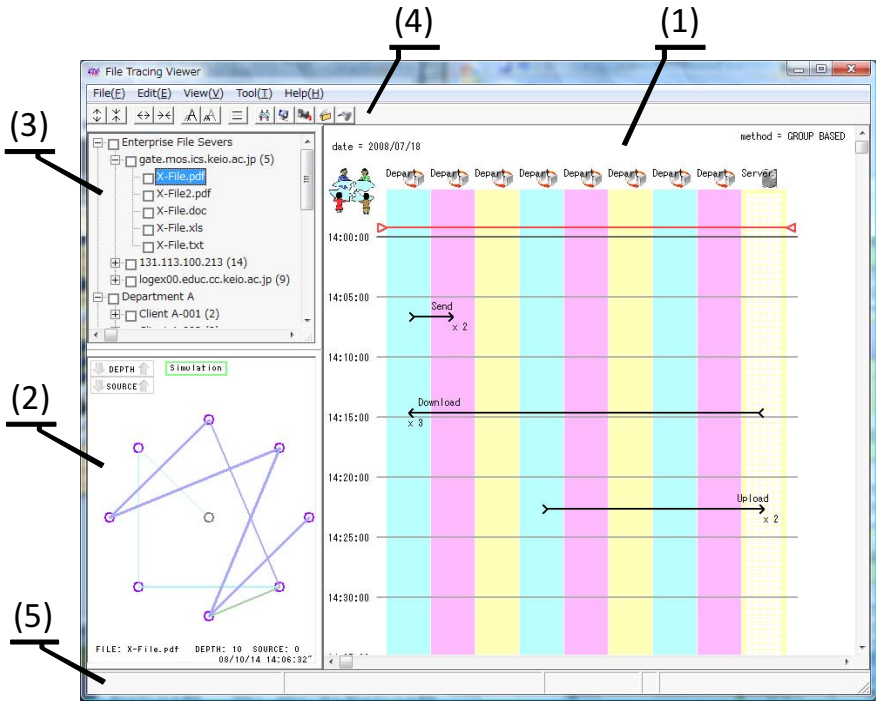 (4)
(1)
File Tracing Viewer
File(F) Edit(E) View(V) Tool(T) Help(H)
(3)
Enterprise File Severs
gate.mos.ics.keio.ac.jp (5)
X-File.pdf
X-File2.pdf
X-File.doc
X-File.xls
X-File.txt
131.113.100.213 (14)
logex00.educ.cc.keio.ac.jp (9)
Department A
Client A-001 (2)
method = GROUP BASED
date = 2008/07/18
Depart Depart Depart Depart Depart Depart Depart Depart Server
14:00:00
14:05:00
Send
x 2
14:10:00
Download
14:15:00
x 3
14:20:00
Upload
x 2
14:25:00
14:30:00
(2)
DEPTH
Simulation
SOURCE
FILE: X-File.pdf DEPTH: 10 SOURCE: 0
08/10/14 14:06:32"
(5)